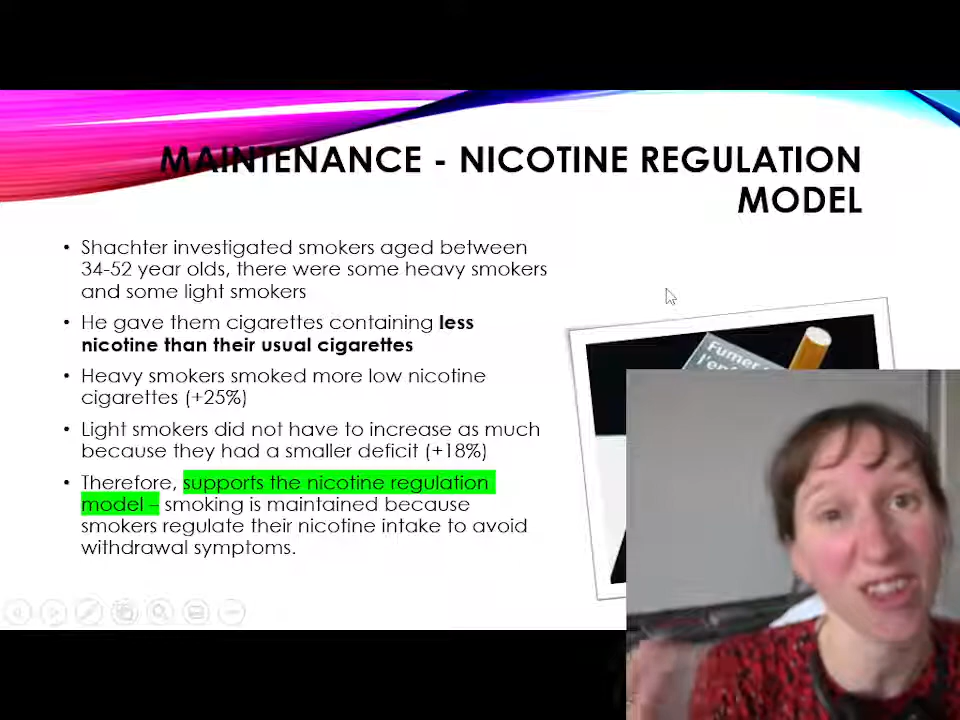 MAINTENANCE - NICOTINE REGULATION
MODEL
• Shachter investigated smokers aged between
34-52 year olds, there were some heavy smokers
and some light smokers
• He gave them cigarettes containing less
nicotine than their usual cigarettes
• Heavy smokers smoked more low nicotine
cigarettes (+25%)
• Light smokers did not have to increase as much
because they had a smaller deficit (+18%)
• Therefore, supports the nicotine regulation
model – smoking is maintained because
smokers regulate their nicotine intake to avoid
withdrawal symptoms.
Fumer